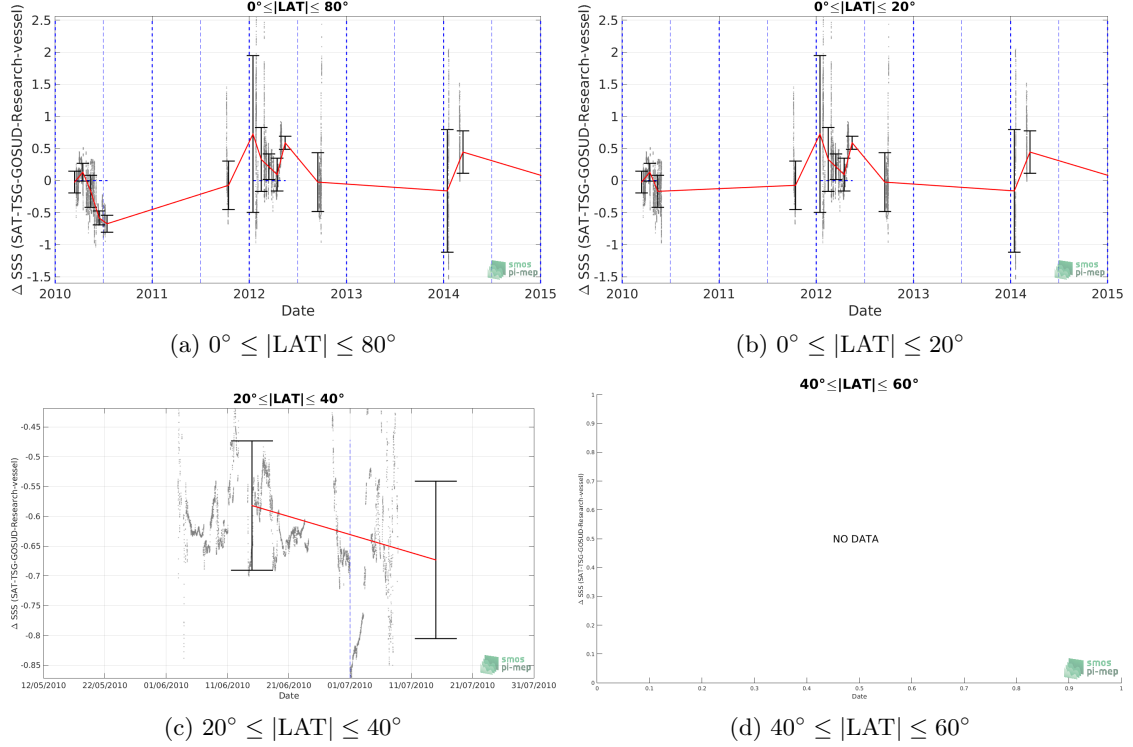 0°≤|LAT|≤ 80°
Δ SSS (SAT-TSG-GOSUD-Research-vessel)
2.5
2
1.5
1
0.5
0
-0.5
-1
-1.5
2010 2011 2012 2013 2014 2015
Date
smos
pi-mep
(a) 0° ≤ |LAT| ≤ 80°
0°≤|LAT|≤ 20°
Δ SSS (SAT-TSG-GOSUD-Research-vessel)
2.5
2
1.5
1
0.5
0
-0.5
-1
-1.5
2010 2011 2012 2013 2014 2015
Date
smos
pi-mep
(b) 0° ≤ |LAT| ≤ 20°
20°≤|LAT|≤ 40°
Δ SSS (SAT-TSG-GOSUD-Research-vessel)
-0.45
-0.5
-0.55
-0.6
-0.65
-0.7
-0.75
-0.8
-0.85
12/05/2010 22/05/2010 01/06/2010 11/06/2010 21/06/2010 01/07/2010 11/07/2010 21/07/2010 31/07/2010
Date
smos
pi-mep
(c) 20° ≤ |LAT| ≤ 40°
40°≤|LAT|≤ 60°
Δ SSS (SAT-TSG-GOSUD-Research-vessel)
1
0.9
0.8
0.7
0.6
0.5
0.4
0.3
0.2
0.1
0
NO DATA
0 0.1 0.2 0.3 0.4 0.5 0.6 0.7 0.8 0.9 1
Date
smos
pi-mep
(d) 40° ≤ |LAT| ≤ 60°